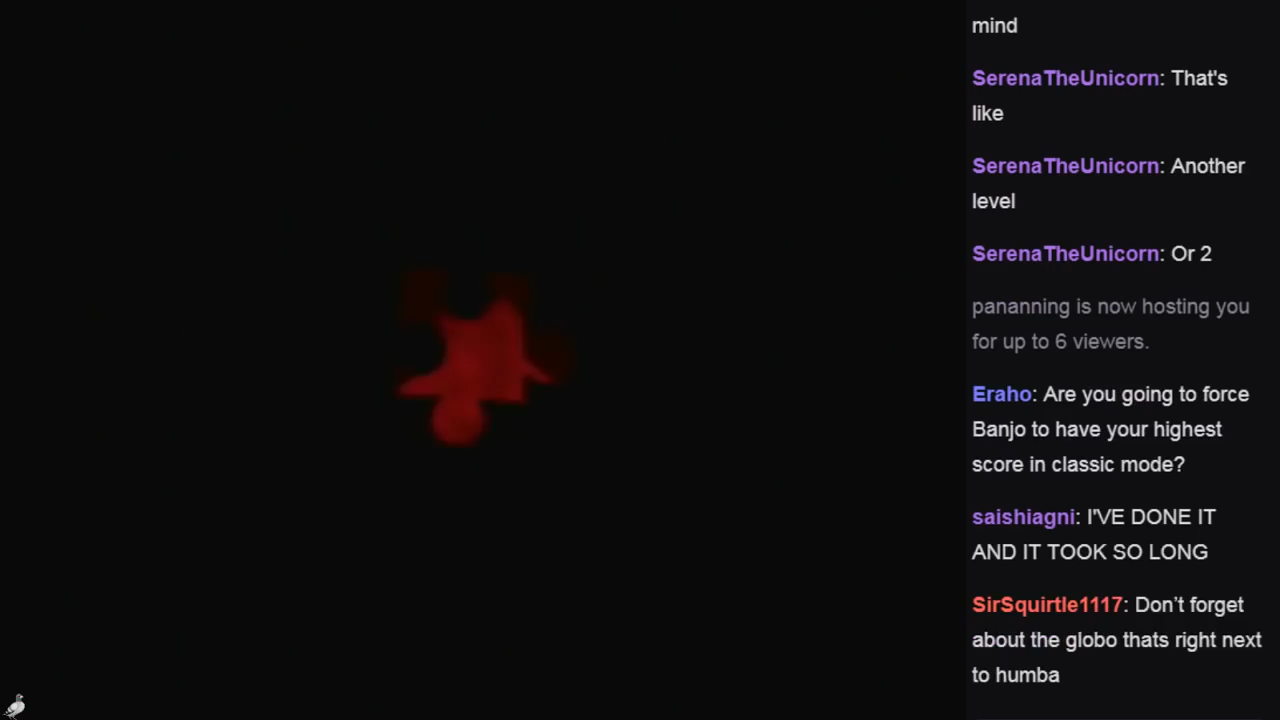 mind
SerenaTheUnicorn: That's
like
SerenaTheUnicorn: Another
level
SerenaTheUnicorn: Or 2
pananning is now hosting you
for up to 6 viewers.
Eraho: Are you going to force
Banjo to have your highest
score in classic mode?
saishiagni: I'VE DONE IT
AND IT TOOK SO LONG
SirSquirtle1117: Don’t forget
about the globo thats right next
to humba